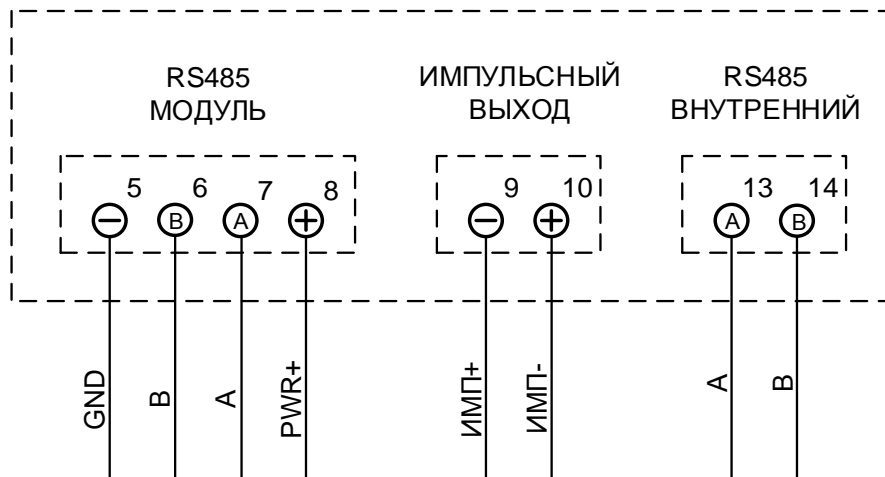 RS485
МОДУЛЬ
ИМПУЛЬСНЫЙ
ВЫХОД
RS485
ВНУТРЕННИЙ
5 6 7 8
9 10
13 14
− B A +
− +
A B
GND
B
A
PWR+
ИМП+
ИМП-
A
B